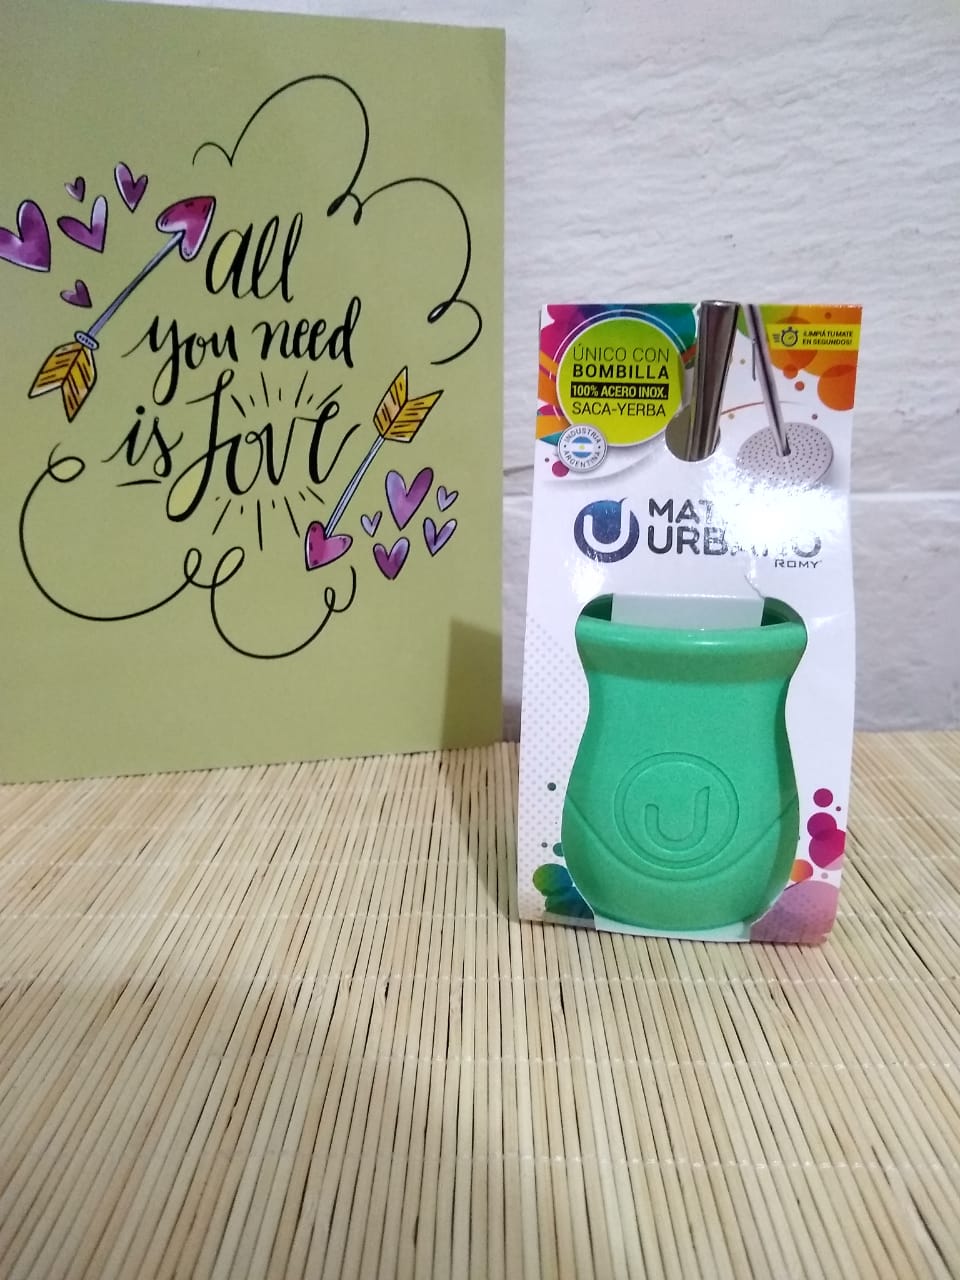 all
you need
is Love
ÚNICO CON
BOMBILLA
100% ACERO INOX.
SACA-YERBA
INDUSTRIA
ARGENTINA
¡LIMPIÁ TU MATE
EN SEGUNDOS!
URBANO
ROMY